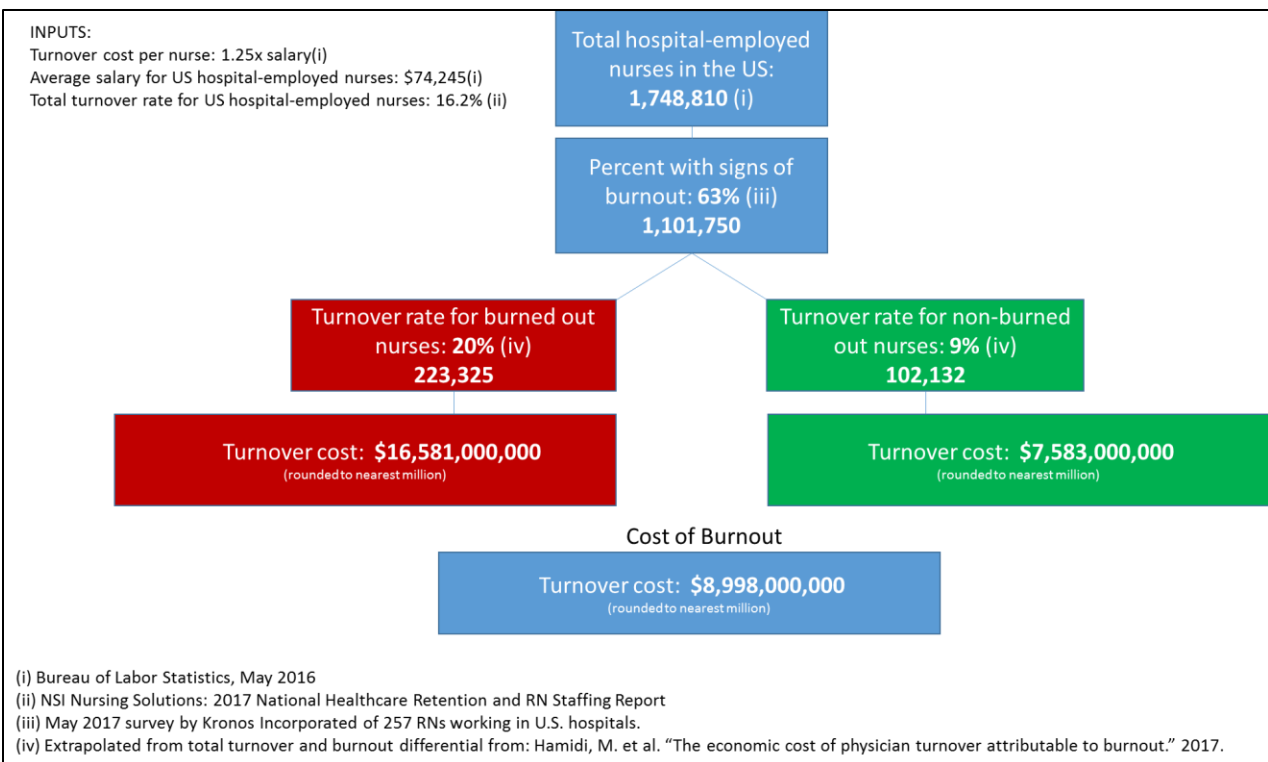 INPUTS:
Turnover cost per nurse: 1.25x salary(i)
Average salary for US hospital-employed nurses: $74,245(i)
Total turnover rate for US hospital-employed nurses: 16.2% (ii)
Total hospital-employed
nurses in the US:
1,748,810 (i)
Percent with signs of
burnout: 63% (iii)
1,101,750
Turnover rate for burned out
nurses: 20% (iv)
223,325
Turnover rate for non-burned
out nurses: 9% (iv)
102,132
Turnover cost: $16,581,000,000
(rounded to nearest million)
Turnover cost: $7,583,000,000
(rounded to nearest million)
Cost of Burnout
Turnover cost: $8,998,000,000
(rounded to nearest million)
(i) Bureau of Labor Statistics, May 2016
(ii) NSI Nursing Solutions: 2017 National Healthcare Retention and RN Staffing Report
(iii) May 2017 survey by Kronos Incorporated of 257 RNs working in U.S. hospitals.
(iv) Extrapolated from total turnover and burnout differential from: Hamidi, M. et al. “The economic cost of physician turnover attributable to burnout.” 2017.